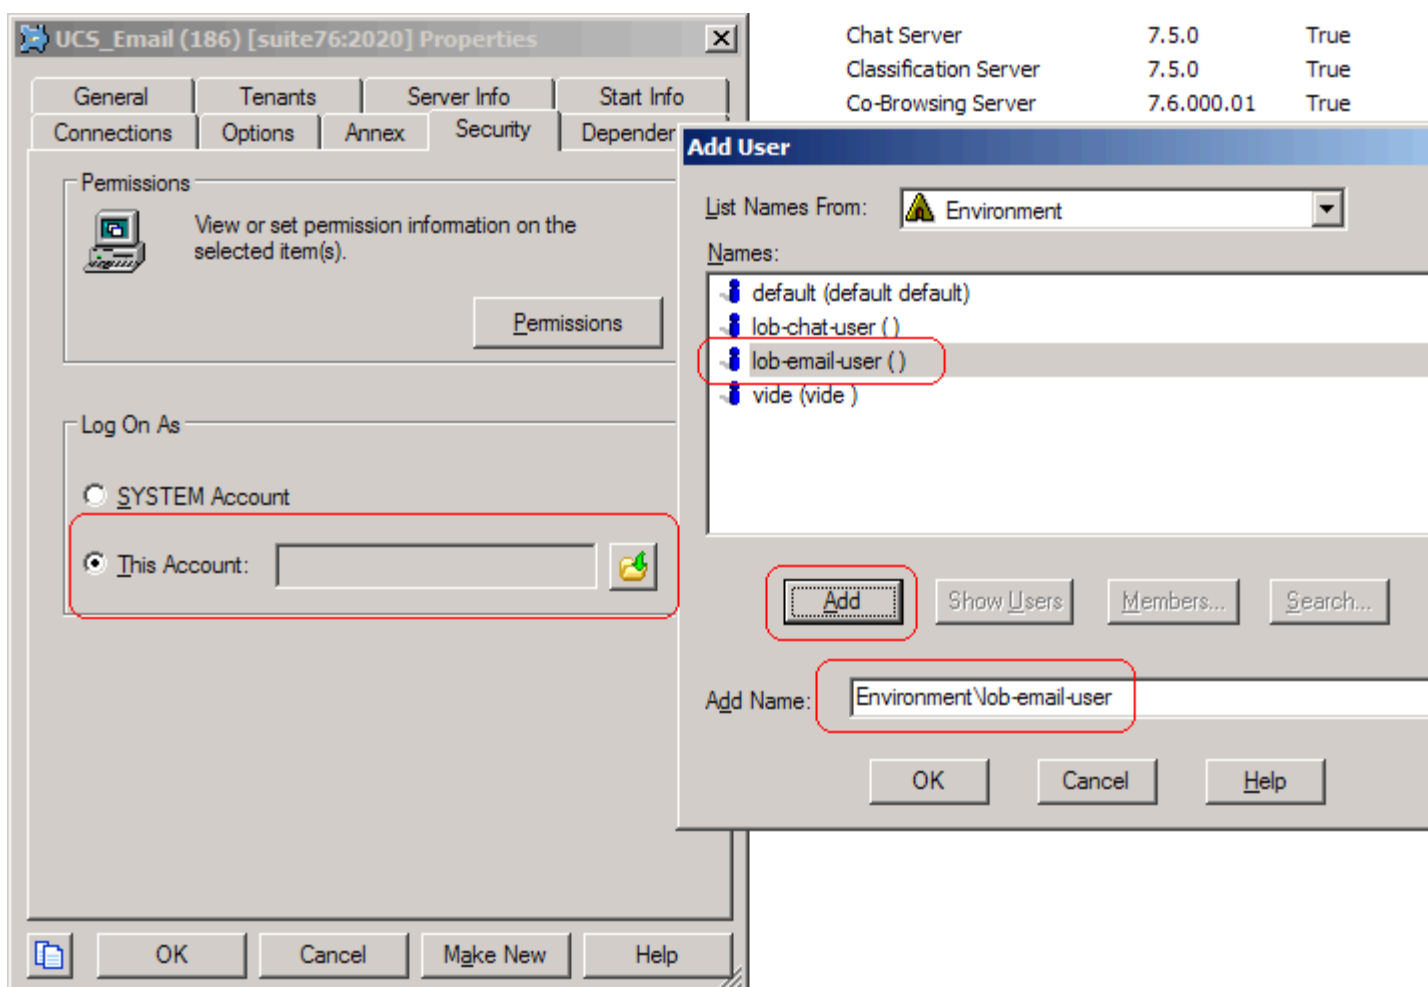 UCS_Email (186) [suite76:2020] Properties
General Tenants Server Info Start Info
Connections Options Annex Security Depender
Permissions
View or set permission information on the
selected item(s).
Permissions
Log On As
SYSTEM Account
This Account:
OK Cancel Make New Help
Chat Server 7.5.0 True
Classification Server 7.5.0 True
Co-Browsing Server 7.6.000.01 True
Add User
List Names From: Environment
Names:
default (default default)
lob-chat-user ( )
lob-email-user ( )
vide (vide )
Add Show Users Members... Search...
Add Name: Environment\lob-email-user
OK Cancel Help